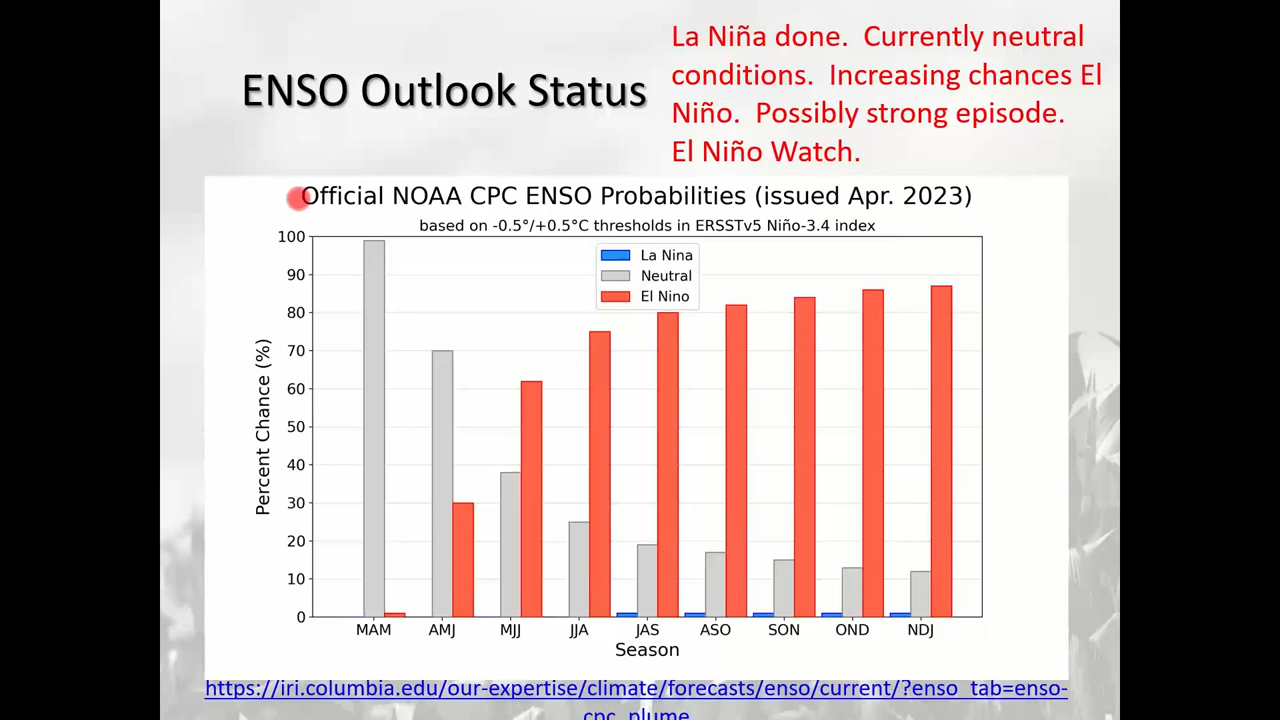 La Niña done. Currently neutral
conditions. Increasing chances El
Niño. Possibly strong episode.
El Niño Watch.
ENSO Outlook Status
Official NOAA CPC ENSO Probabilities (issued Apr. 2023)
based on -0.5°/+0.5°C thresholds in ERSSTv5 Niño-3.4 index
La Nina
Neutral
El Nino
Percent Chance (%)
100
90
80
70
60
50
40
30
20
10
0
MAM AMJ MJJ JJA JAS ASO SON OND NDJ
Season
https://iri.columbia.edu/our-expertise/climate/forecasts/enso/current/?enso_tab=enso-
cpc_plume